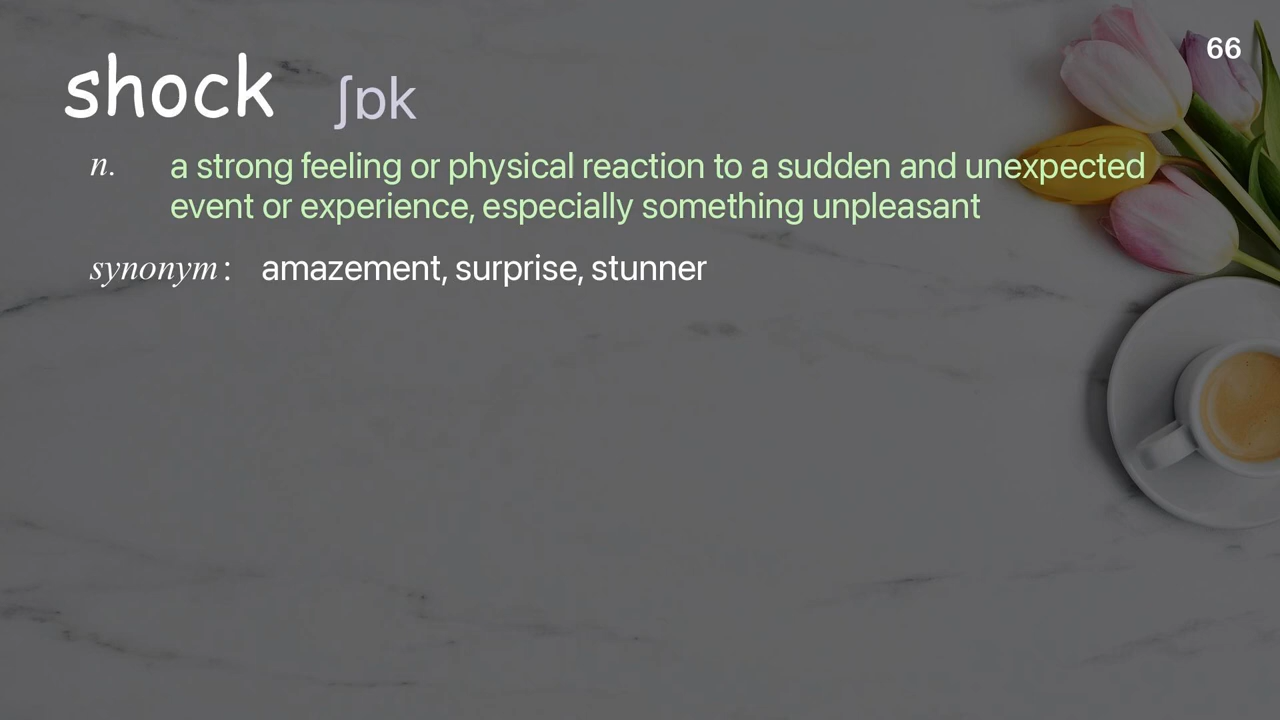 66
shock ʃɒk
n. a strong feeling or physical reaction to a sudden and unexpected
event or experience, especially something unpleasant
synonym : amazement, surprise, stunner